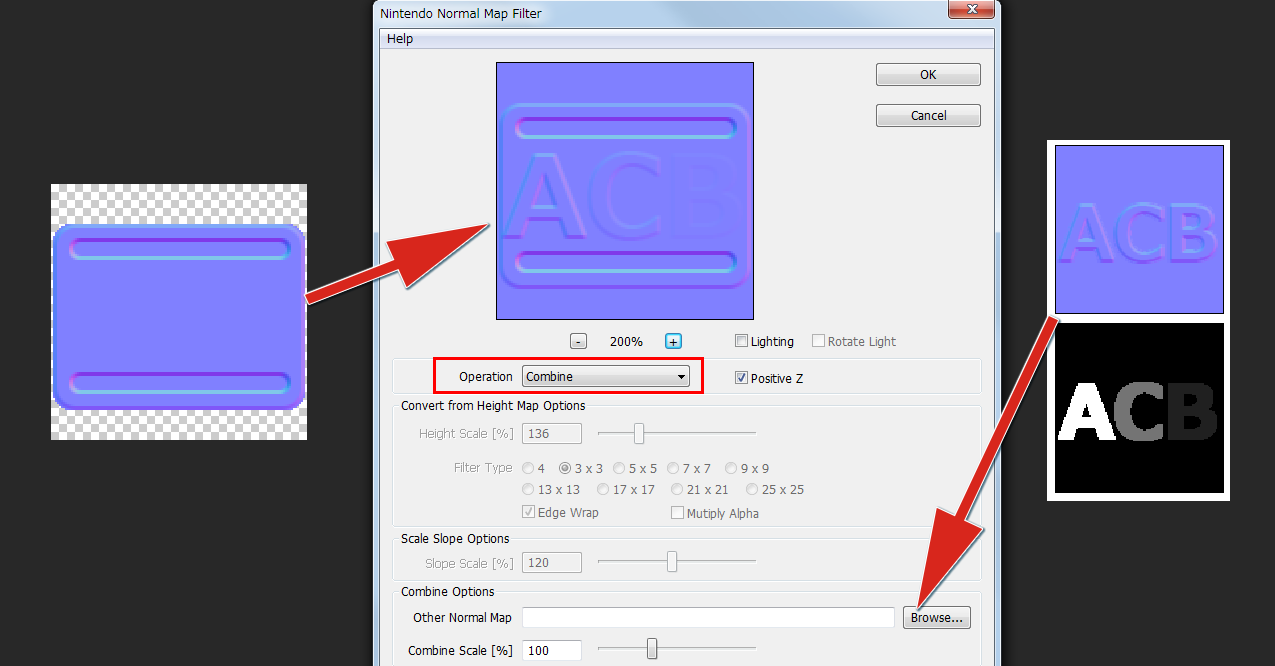 Nintendo Normal Map Filter
Help
OK
Cancel
ACB
ACB
ACB
- 200% +
Lighting Rotate Light
Operation Combine
Positive Z
Convert from Height Map Options
Height Scale [%] 136
Filter Type 4 3 x 3 5 x 5 7 x 7 9 x 9
13 x 13 17 x 17 21 x 21 25 x 25
Edge Wrap Mutiply Alpha
Scale Slope Options
Slope Scale [%] 120
Combine Options
Other Normal Map Browse...
Combine Scale [%] 100